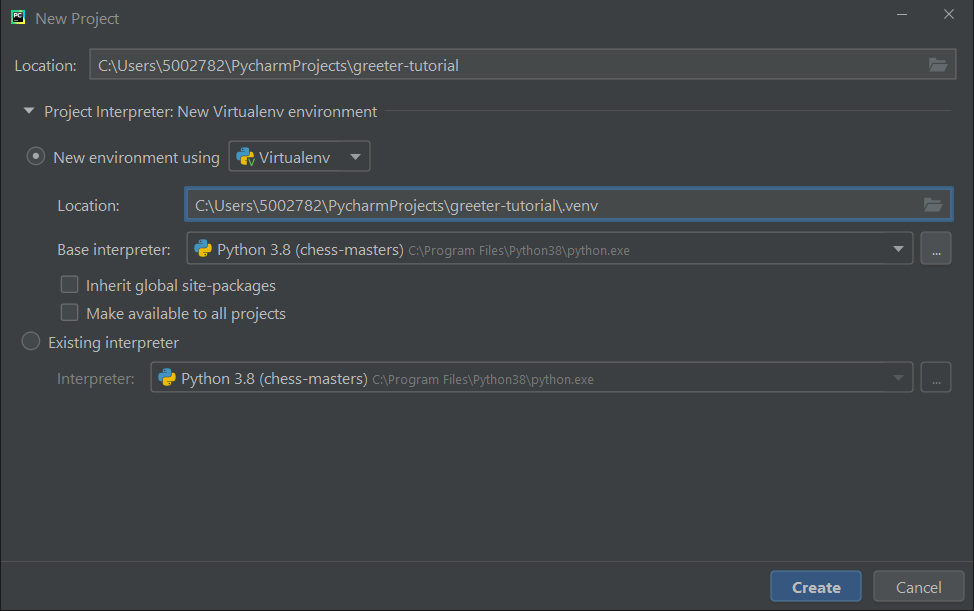 New Project
Location: C:\Users\5002782\PycharmProjects\greeter-tutorial
Project Interpreter: New Virtualenv environment
New environment using Virtualenv
Location: C:\Users\5002782\PycharmProjects\greeter-tutorial\.venv
Base interpreter: Python 3.8 (chess-masters) C:\Program Files\Python38\python.exe ...
Inherit global site-packages
Make available to all projects
Existing interpreter
Interpreter: Python 3.8 (chess-masters) C:\Program Files\Python38\python.exe ...
Create Cancel